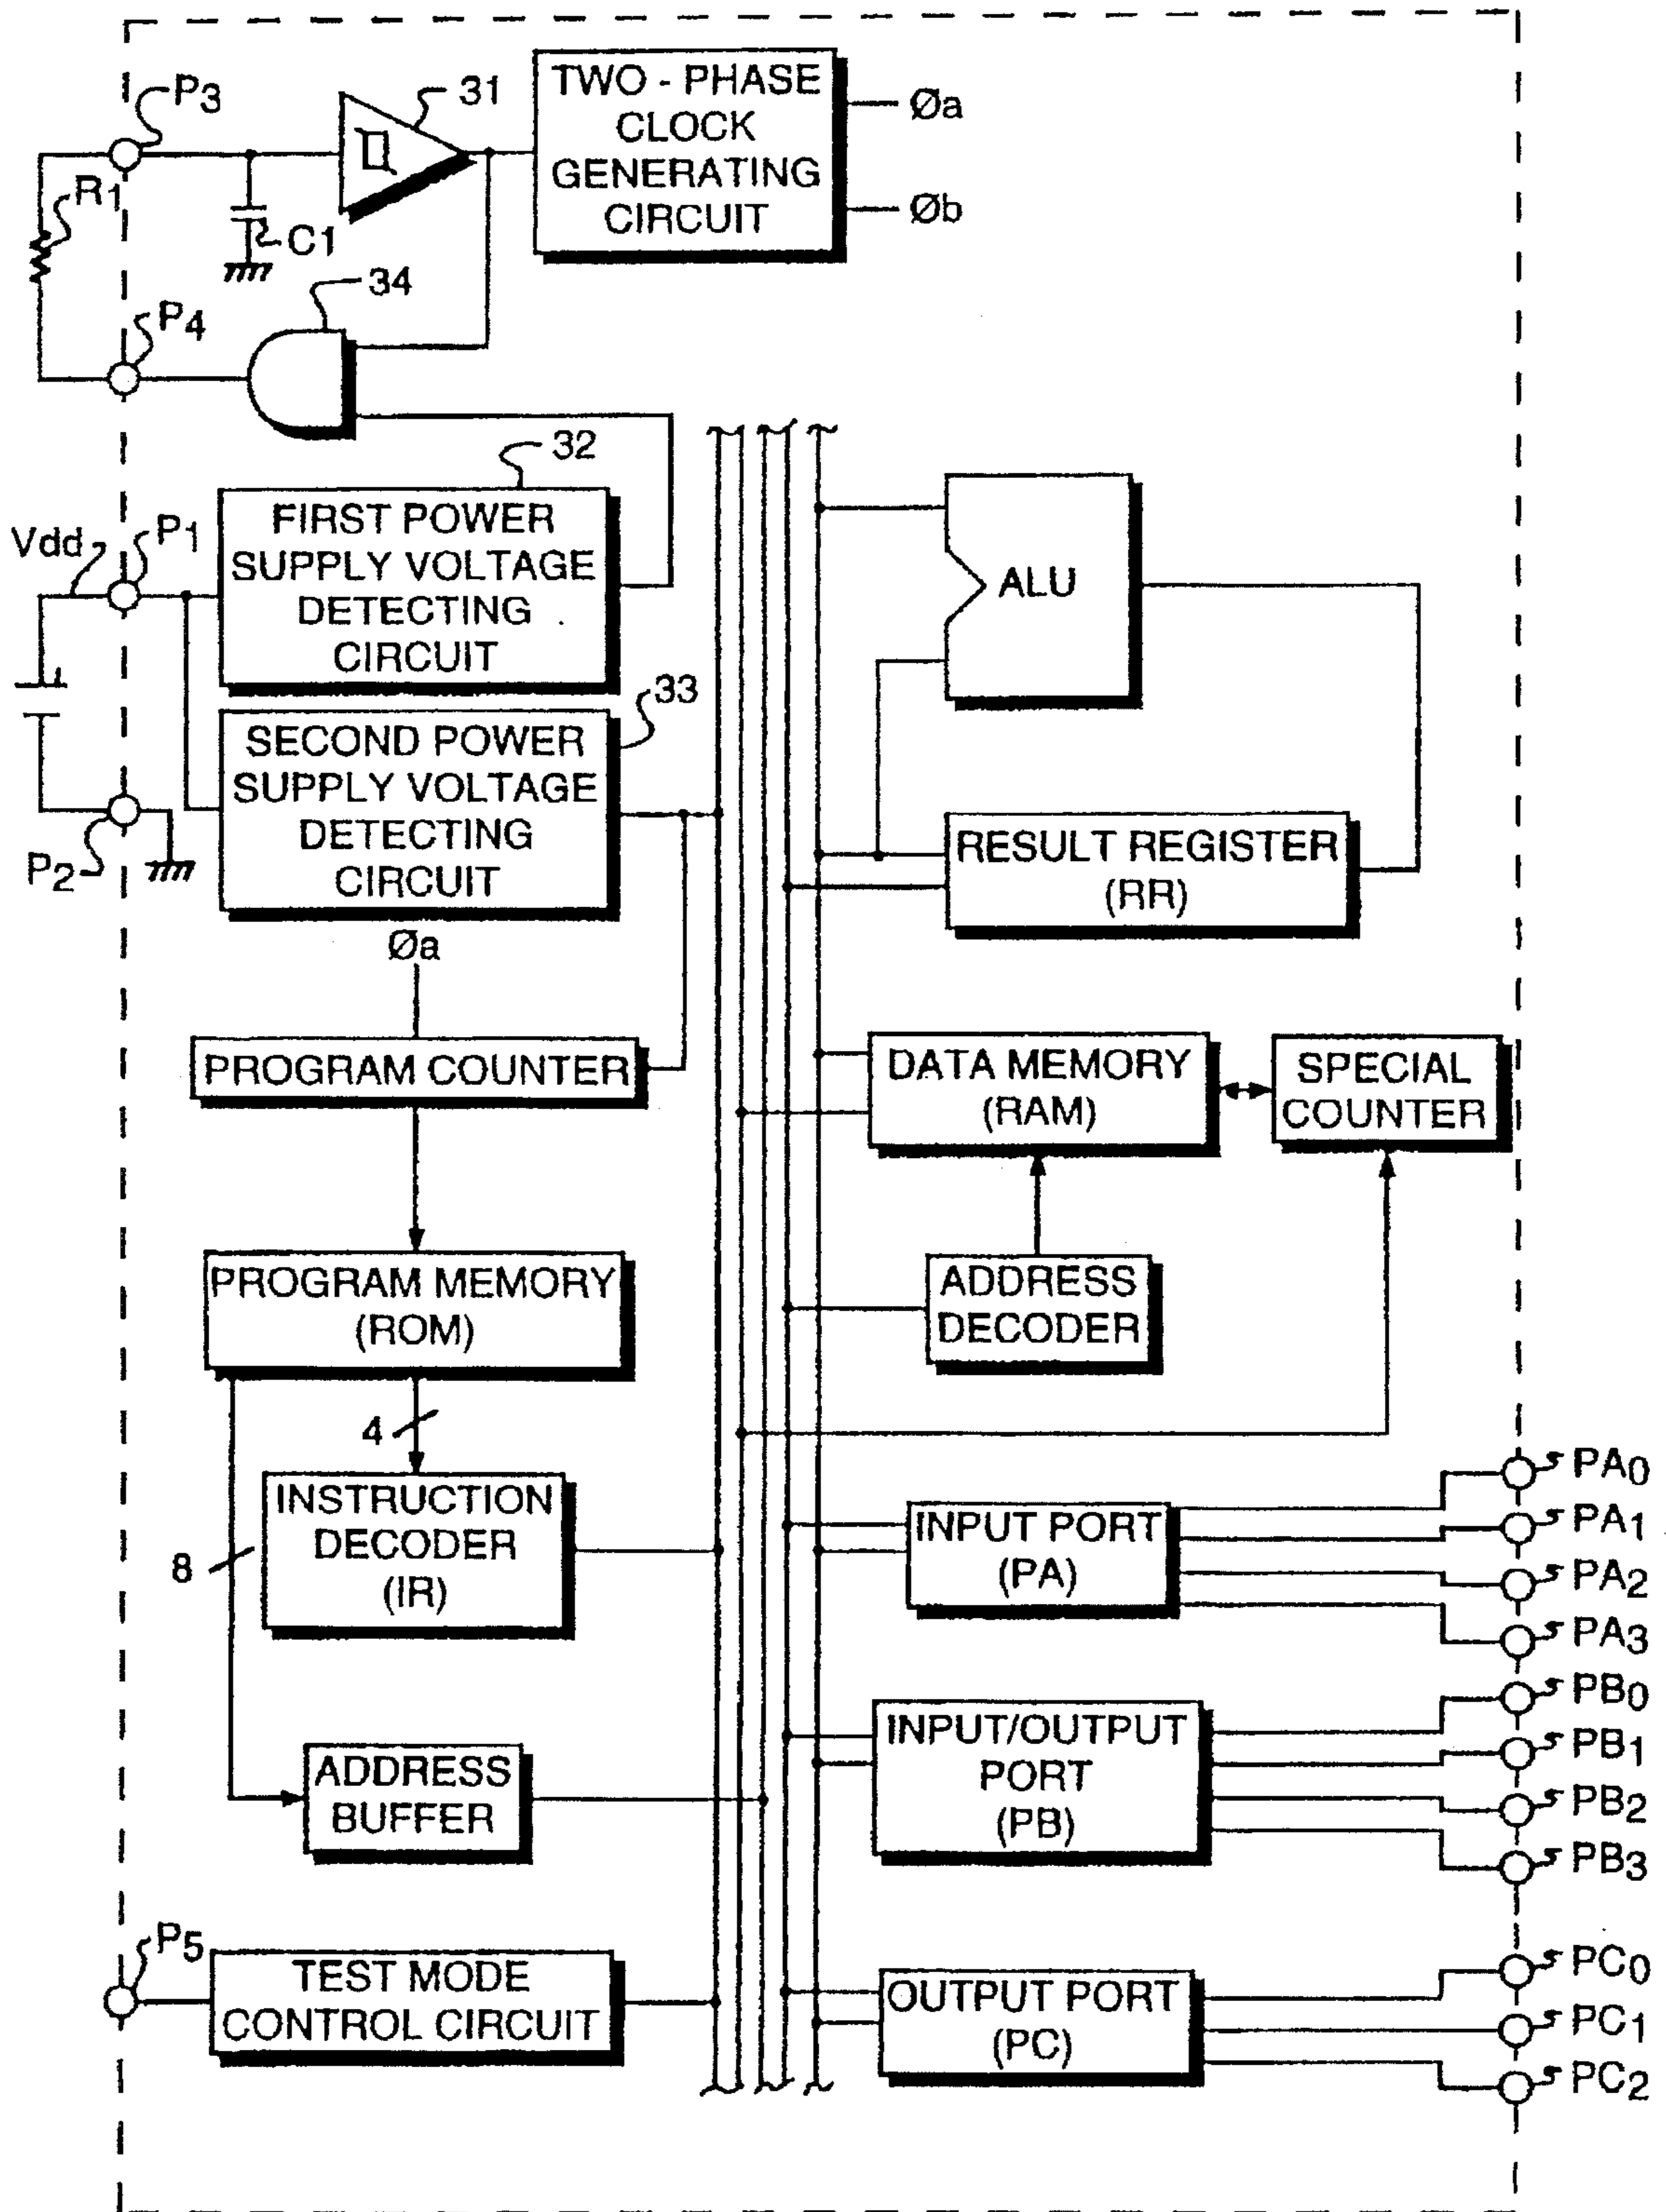 P3
31
TWO - PHASE
CLOCK
GENERATING
CIRCUIT
Øa
Øb
R1
C1
34
P4
32
FIRST POWER
SUPPLY VOLTAGE
DETECTING
CIRCUIT
Vdd
P1
33
SECOND POWER
SUPPLY VOLTAGE
DETECTING
CIRCUIT
P2
Øa
PROGRAM COUNTER
PROGRAM MEMORY
(ROM)
4
8
INSTRUCTION
DECODER
(IR)
ADDRESS
BUFFER
P5
TEST MODE
CONTROL CIRCUIT
ALU
RESULT REGISTER
(RR)
DATA MEMORY
(RAM)
SPECIAL
COUNTER
ADDRESS
DECODER
INPUT PORT
(PA)
PA0
PA1
PA2
PA3
INPUT/OUTPUT
PORT
(PB)
PB0
PB1
PB2
PB3
OUTPUT PORT
(PC)
PC0
PC1
PC2